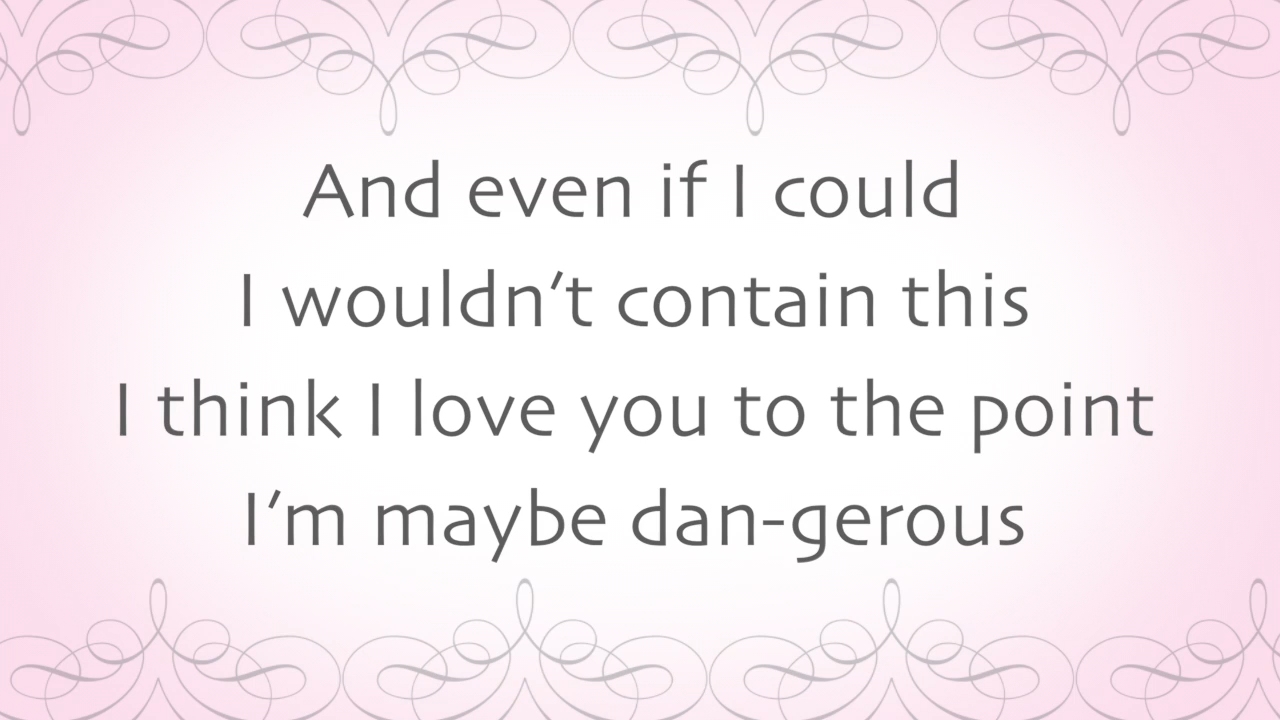 And even if I could
I wouldn’t contain this
I think I love you to the point
I’m maybe dan-gerous